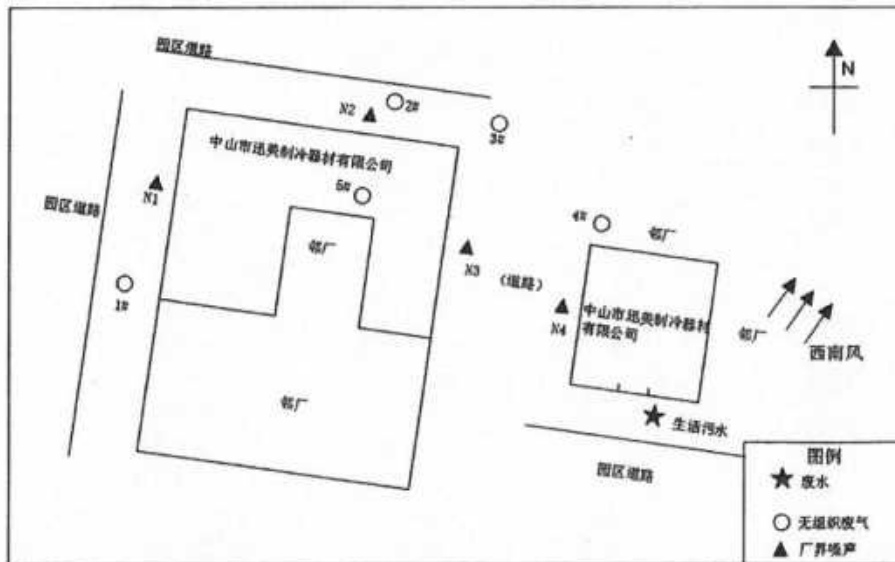 园区道路
N
N2
2#
3#
中山市迅美制冷器材有限公司
5#
N1
园区道路
4#
邻厂
邻厂
N3
(道路)
1#
N4
中山市迅美制冷器材
有限公司
邻厂
西南风
邻厂
生活污水
园区道路
图例
废水
无组织废气
厂界噪声